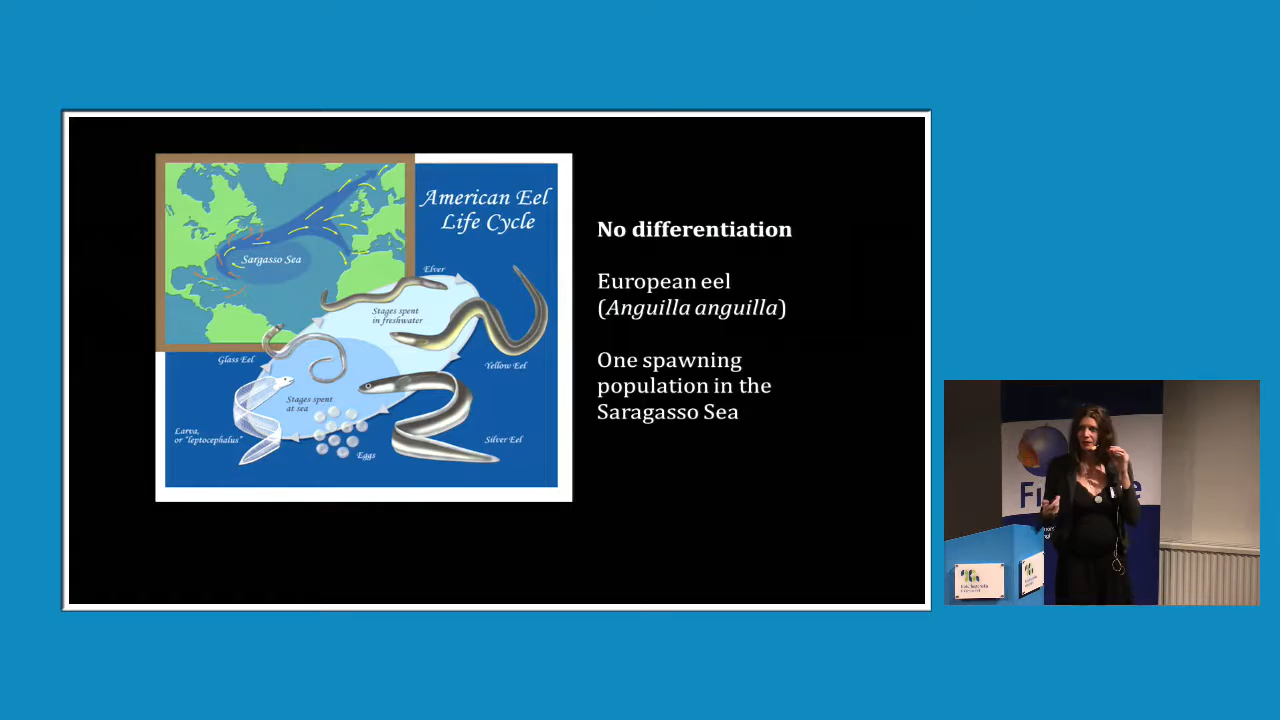 American Eel
Life Cycle
Sargasso Sea
Elver
Stages spent
in freshwater
Glass Eel
Yellow Eel
Stages spent
at sea
Larva,
or "leptocephalus"
Eggs
Silver Eel
No differentiation
European eel
(Anguilla anguilla)
One spawning
population in the
Saragasso Sea